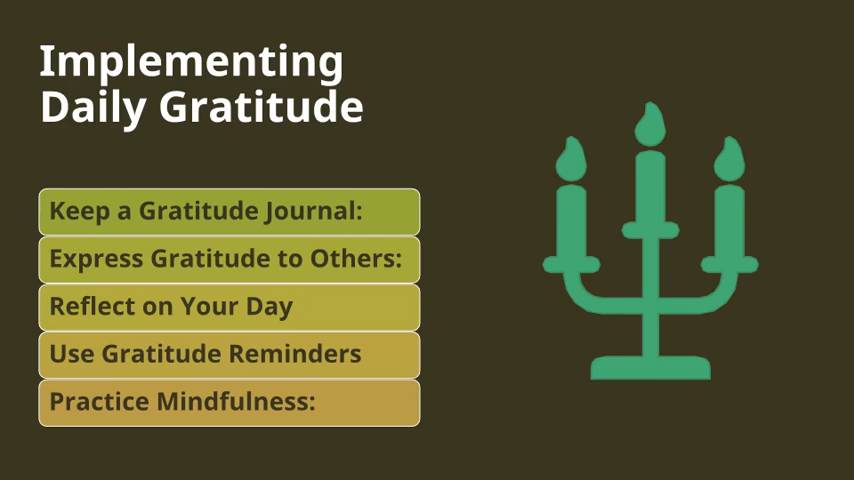 Implementing
Daily Gratitude
Keep a Gratitude Journal:
Express Gratitude to Others:
Reflect on Your Day
Use Gratitude Reminders
Practice Mindfulness: